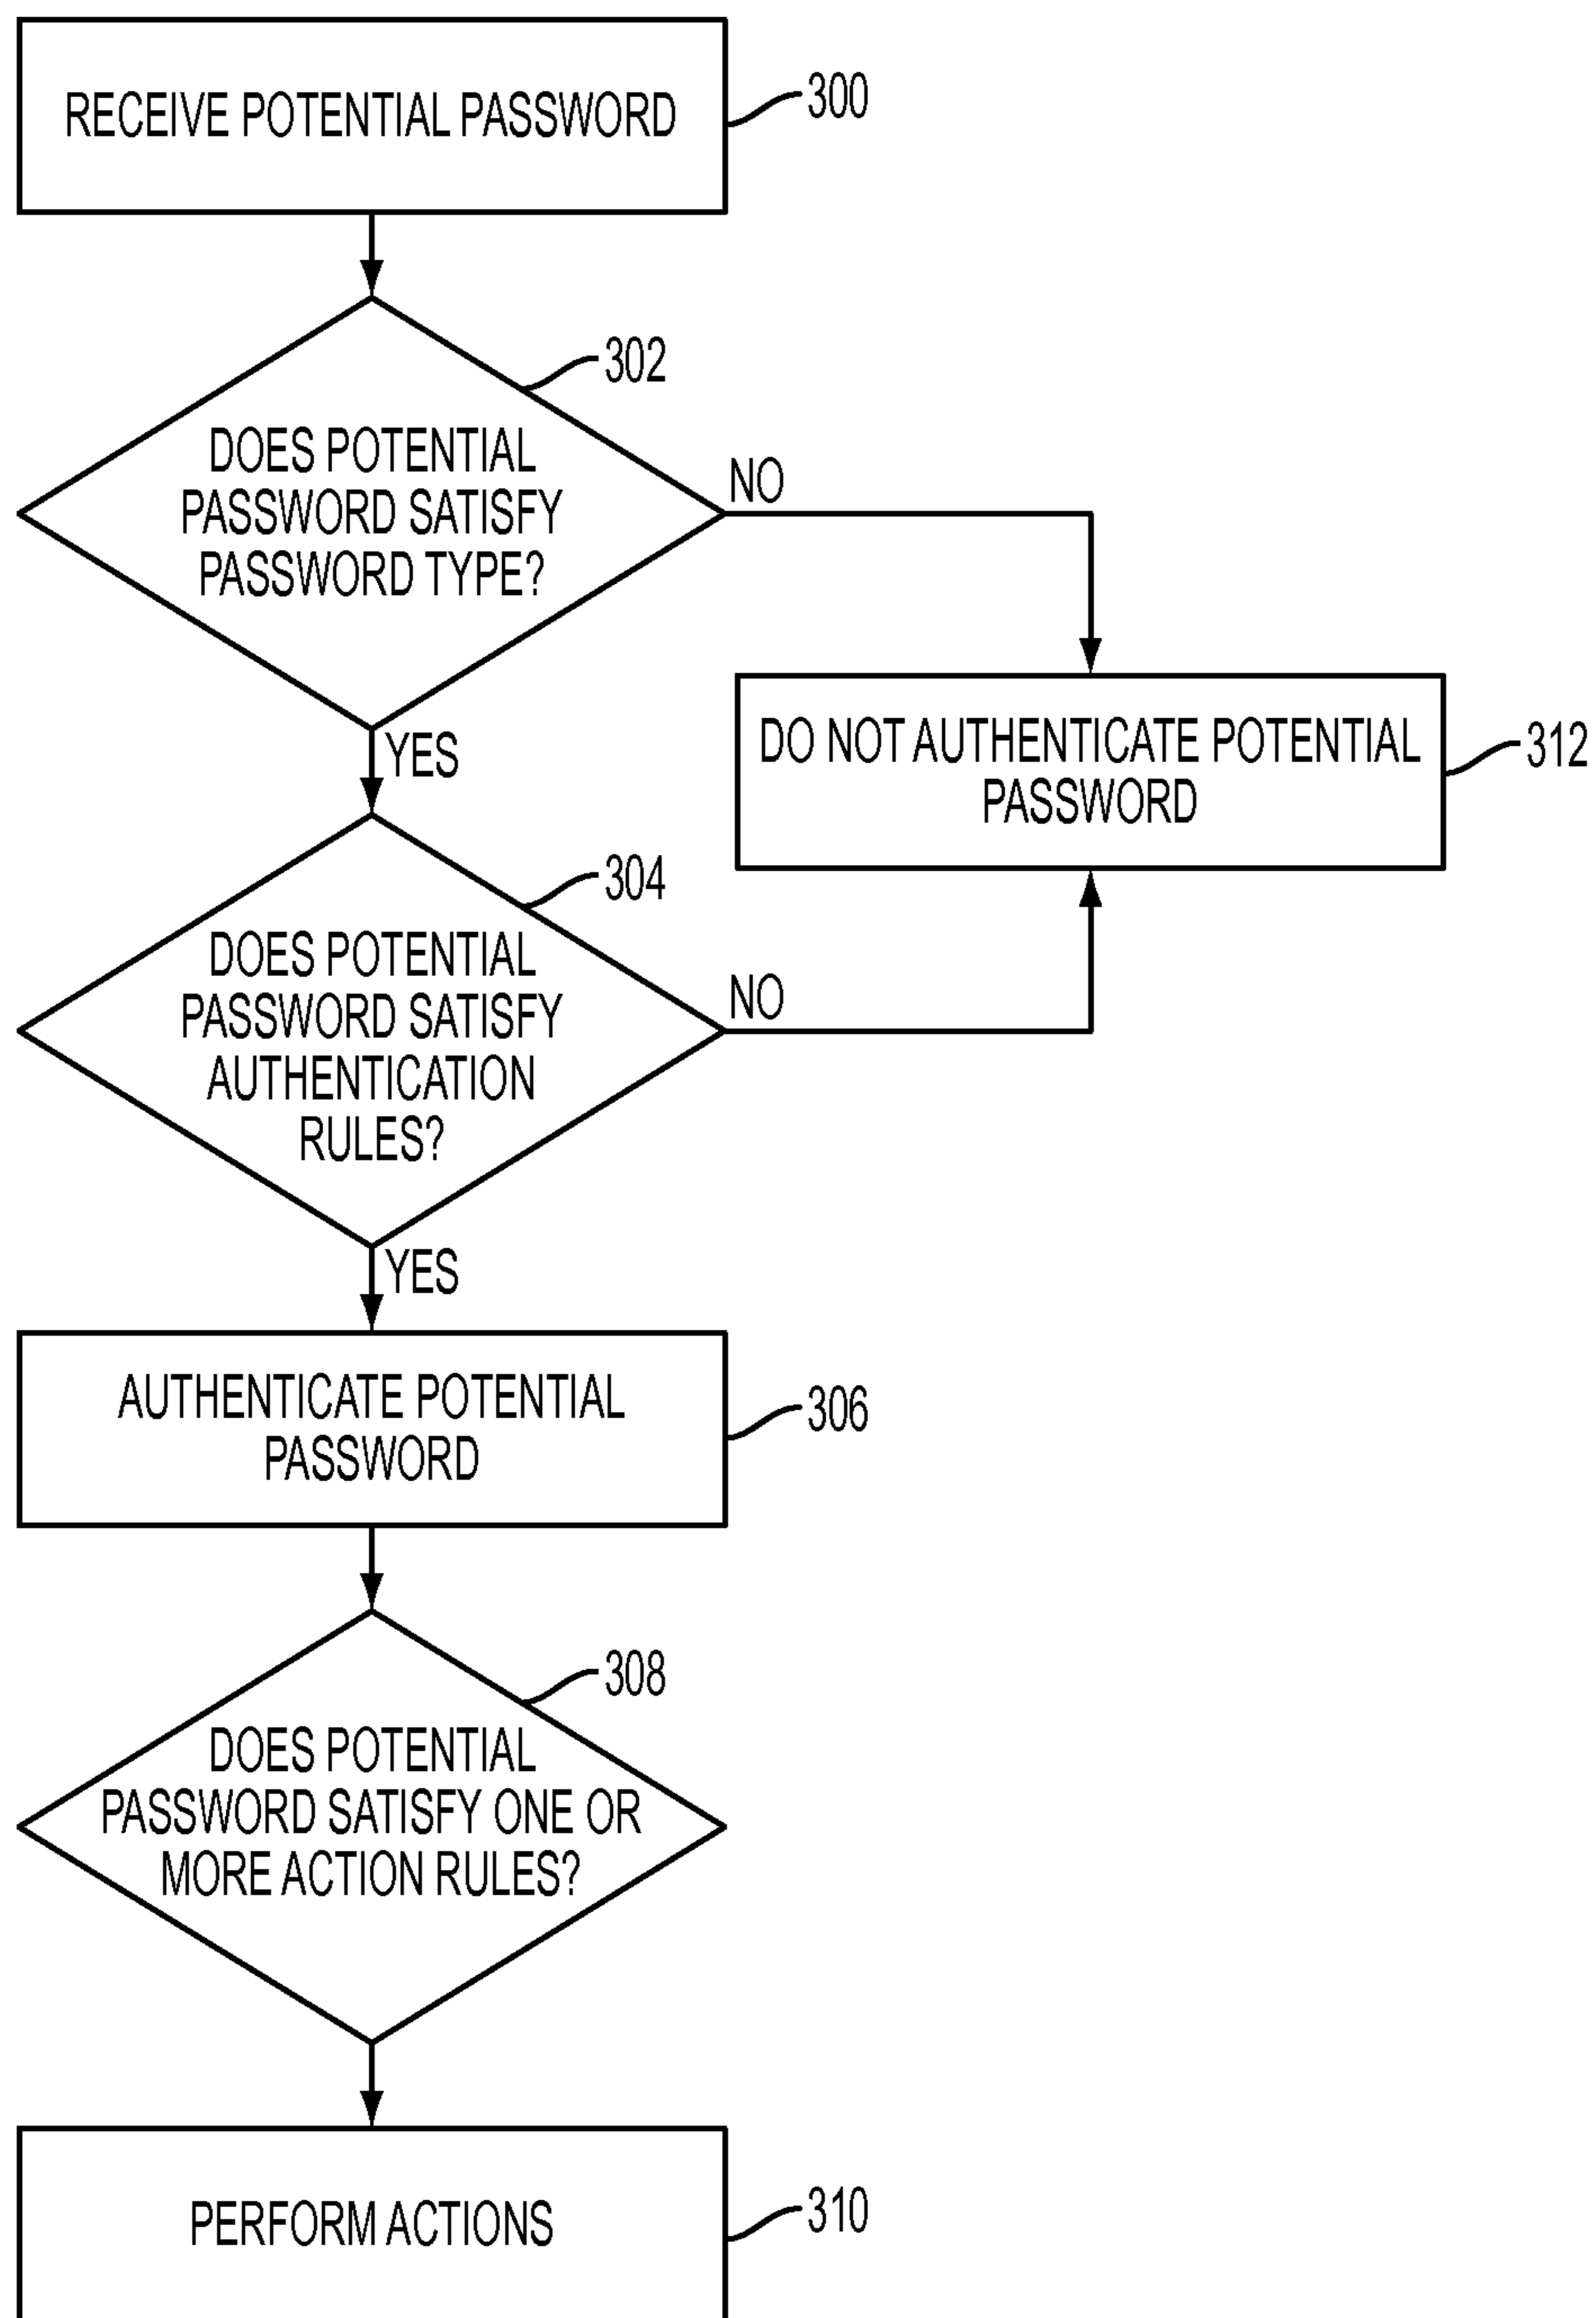 RECEIVE POTENTIAL PASSWORD
300
302
DOES POTENTIAL
PASSWORD SATISFY
PASSWORD TYPE?
NO
YES
DO NOT AUTHENTICATE POTENTIAL
PASSWORD
312
304
DOES POTENTIAL
PASSWORD SATISFY
AUTHENTICATION
RULES?
NO
YES
AUTHENTICATE POTENTIAL
PASSWORD
306
308
DOES POTENTIAL
PASSWORD SATISFY ONE OR
MORE ACTION RULES?
PERFORM ACTIONS
310